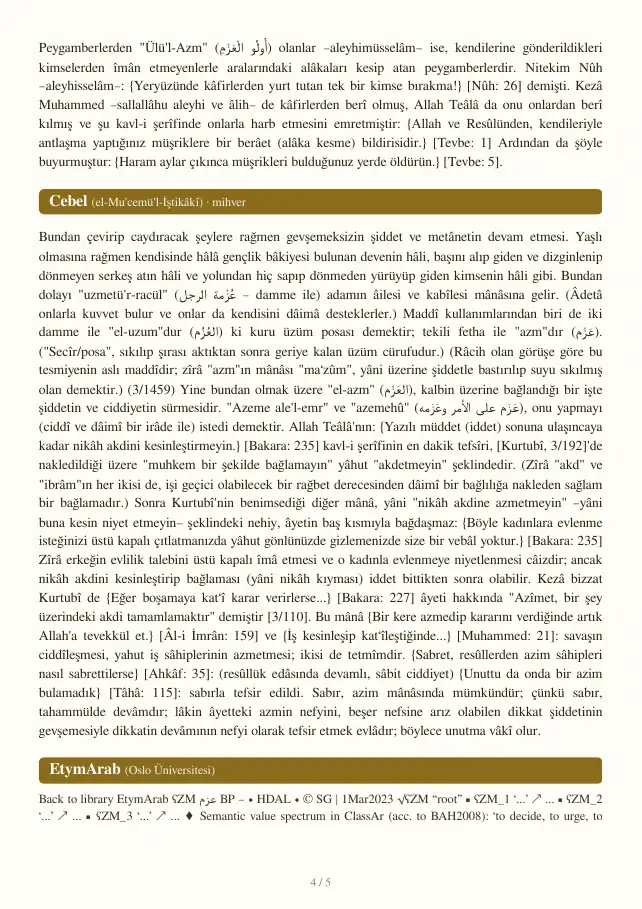 Peygamberlerden "Ülü'l-Azm" (أُولُو الْعَزْمِ) olanlar –aleyhimüsselâm– ise, kendilerine gönderildikleri
kimselerden îmân etmeyenlerle aralarındaki alâkaları kesip atan peygamberlerdir. Nitekim Nûh
–aleyhisselâm–: {Yeryüzünde kâfirlerden yurt tutan tek bir kimse bırakma!} [Nûh: 26] demişti. Kezâ
Muhammed –sallallâhu aleyhi ve âlih– de kâfirlerden berî olmuş, Allah Teâlâ da onu onlardan berî
kılmış ve şu kavl-i şerîfinde onlarla harb etmesini emretmiştir: {Allah ve Resûlünden, kendileriyle
antlaşma yaptığınız müşriklere bir berâet (alâka kesme) bildirisidir.} [Tevbe: 1] Ardından da şöyle
buyurmuştur: {Haram aylar çıkınca müşrikleri bulduğunuz yerde öldürün.} [Tevbe: 5].
Cebel (el-Mu'cemü'l-İştikâkî) · mihver
Bundan çevirip caydıracak şeylere rağmen gevşemeksizin şiddet ve metânetin devam etmesi. Yaşlı
olmasına rağmen kendisinde hâlâ gençlik bâkiyesi bulunan devenin hâli, başını alıp giden ve dizginlenip
dönmeyen serkeş atın hâli ve yolundan hiç sapıp dönmeden yürüyüp giden kimsenin hâli gibi. Bundan
dolayı "uzmetü'r-racül" (عُزْمة الرجل – damme ile) adamın âilesi ve kabîlesi mânâsına gelir. (Âdetâ
onlarla kuvvet bulur ve onlar da kendisini dâimâ desteklerler.) Maddî kullanımlarından biri de iki
damme ile "el-uzum"dur (العُزُم) ki kuru üzüm posası demektir; tekili fetha ile "azm"dır (عَزْم).
("Secîr/posa", sıkılıp şırası aktıktan sonra geriye kalan üzüm cürufudur.) (Râcih olan görüşe göre bu
tesmiyenin aslı maddîdir; zîrâ "azm"ın mânâsı "ma‘zûm", yâni üzerine şiddetle bastırılıp suyu sıkılmış
olan demektir.) (3/1459) Yine bundan olmak üzere "el-azm" (العَزْم), kalbin üzerine bağlandığı bir işte
şiddetin ve ciddiyetin sürmesidir. "Azeme ale'l-emr" ve "azemehû" (عَزَم على الأمر وعَزمه), onu yapmayı
(ciddî ve dâimî bir irâde ile) istedi demektir. Allah Teâlâ'nın: {Yazılı müddet (iddet) sonuna ulaşıncaya
kadar nikâh akdini kesinleştirmeyin.} [Bakara: 235] kavl-i şerîfinin en dakik tefsîri, [Kurtubî, 3/192]'de
nakledildiği üzere "muhkem bir şekilde bağlamayın" yâhut "akdetmeyin" şeklindedir. (Zîrâ "akd" ve
"ibrâm"ın her ikisi de, işi geçici olabilecek bir rağbet derecesinden dâimî bir bağlılığa nakleden sağlam
bir bağlamadır.) Sonra Kurtubî'nin benimsediği diğer mânâ, yâni "nikâh akdine azmetmeyin" –yâni
buna kesin niyet etmeyin– şeklindeki nehiy, âyetin baş kısmıyla bağdaşmaz: {Böyle kadınlara evlenme
isteğinizi üstü kapalı çıtlatmanızda yâhut gönlünüzde gizlemenizde size bir vebâl yoktur.} [Bakara: 235]
Zîrâ erkeğin evlilik talebini üstü kapalı îmâ etmesi ve o kadınla evlenmeye niyetlenmesi câizdir; ancak
nikâh akdini kesinleştirip bağlaması (yâni nikâh kıyması) iddet bittikten sonra olabilir. Kezâ bizzat
Kurtubî de {Eğer boşamaya kat‘î karar verirlerse...} [Bakara: 227] âyeti hakkında "Azîmet, bir şey
üzerindeki akdi tamamlamaktır" demiştir [3/110]. Bu mânâ {Bir kere azmedip kararını verdiğinde artık
Allah'a tevekkül et.} [Âl-i İmrân: 159] ve {İş kesinleşip kat‘îleştiğinde...} [Muhammed: 21]: savaşın
ciddîleşmesi, yahut iş sâhiplerinin azmetmesi; ikisi de tetmîmdir. {Sabret, resûllerden azim sâhipleri
nasıl sabrettilerse} [Ahkâf: 35]: (resûllük edâsında devamlı, sâbit ciddiyet) {Unuttu da onda bir azim
bulamadık} [Tâhâ: 115]: sabırla tefsir edildi. Sabır, azim mânâsında mümkündür; çünkü sabır,
tahammülde devâmdır; lâkin âyetteki azmin nefyini, beşer nefsine arız olabilen dikkat şiddetinin
gevşemesiyle dikkatin devâmının nefyi olarak tefsir etmek evlâdır; böylece unutma vâkî olur.
EtymArab (Oslo Üniversitesi)
Back to library EtymArab ʕZM عزم BP – • HDAL • © SG | 1Mar2023 √ʕZM “root” ▪ ʕZM_1 ‘...’ ↗ ... ▪ ʕZM_2
‘...’ ↗ ... ▪ ʕZM_3 ‘...’ ↗ ... ♦ Semantic value spectrum in ClassAr (acc. to BAH2008): ‘to decide, to urge, to
4 / 5